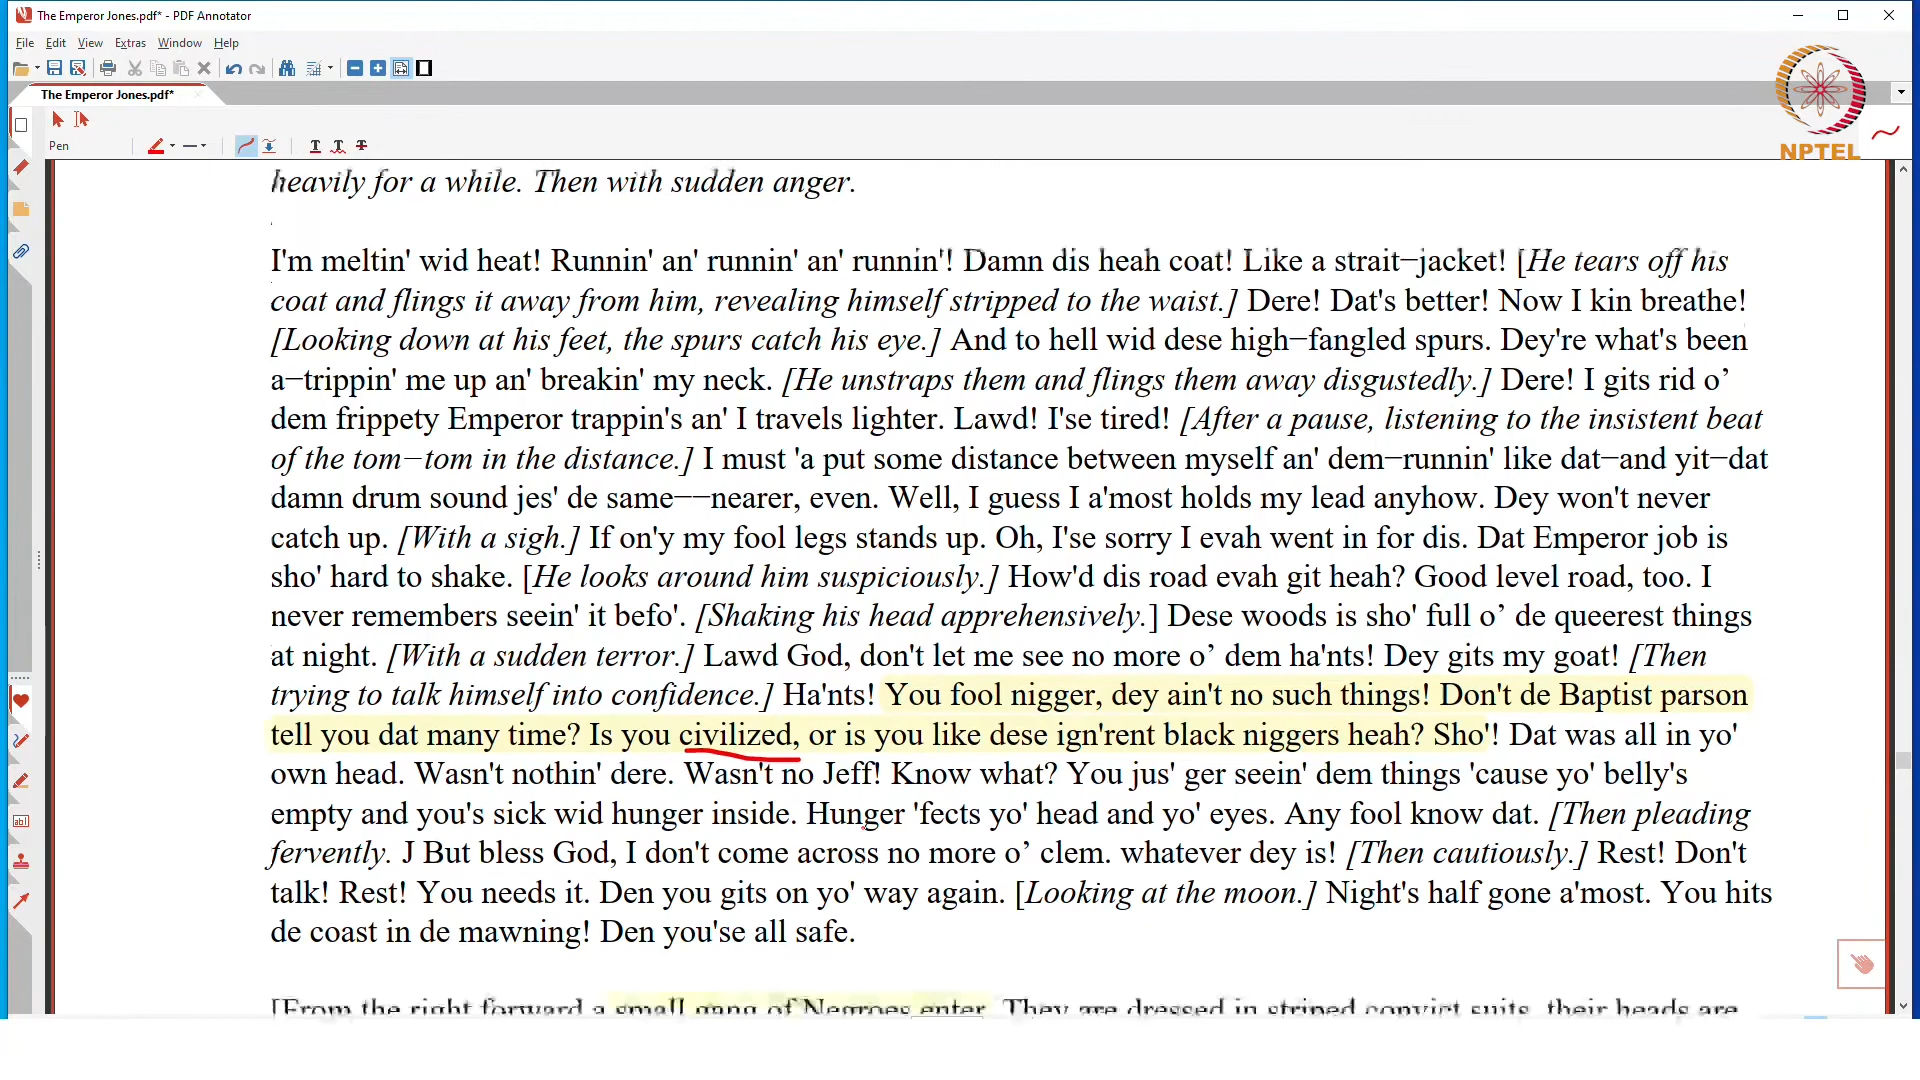 The Emperor Jones.pdf* - PDF Annotator
File Edit View Extras Window Help
The Emperor Jones.pdf*
Pen
NPTEL
heavily for a while. Then with sudden anger.
I'm meltin' wid heat! Runnin' an' runnin' an' runnin'! Damn dis heah coat! Like a strait−jacket! [He tears off his
coat and flings it away from him, revealing himself stripped to the waist.] Dere! Dat's better! Now I kin breathe!
[Looking down at his feet, the spurs catch his eye.] And to hell wid dese high−fangled spurs. Dey're what's been
a−trippin' me up an' breakin' my neck. [He unstraps them and flings them away disgustedly.] Dere! I gits rid o’
dem frippety Emperor trappin's an' I travels lighter. Lawd! I'se tired! [After a pause, listening to the insistent beat
of the tom−tom in the distance.] I must 'a put some distance between myself an' dem−runnin' like dat−and yit−dat
damn drum sound jes' de same−−nearer, even. Well, I guess I a'most holds my lead anyhow. Dey won't never
catch up. [With a sigh.] If on'y my fool legs stands up. Oh, I'se sorry I evah went in for dis. Dat Emperor job is
sho' hard to shake. [He looks around him suspiciously.] How'd dis road evah git heah? Good level road, too. I
never remembers seein' it befo'. [Shaking his head apprehensively.] Dese woods is sho' full o’ de queerest things
at night. [With a sudden terror.] Lawd God, don't let me see no more o’ dem ha'nts! Dey gits my goat! [Then
trying to talk himself into confidence.] Ha'nts! You fool nigger, dey ain't no such things! Don't de Baptist parson
tell you dat many time? Is you civilized, or is you like dese ign'rent black niggers heah? Sho'! Dat was all in yo'
own head. Wasn't nothin' dere. Wasn't no Jeff! Know what? You jus' ger seein' dem things 'cause yo' belly's
empty and you's sick wid hunger inside. Hunger 'fects yo' head and yo' eyes. Any fool know dat. [Then pleading
fervently. J But bless God, I don't come across no more o’ clem. whatever dey is! [Then cautiously.] Rest! Don't
talk! Rest! You needs it. Den you gits on yo' way again. [Looking at the moon.] Night's half gone a'most. You hits
de coast in de mawning! Den you'se all safe.
[From the right forward a small gang of Negroes enter. They are dressed in striped convict suits, their heads are